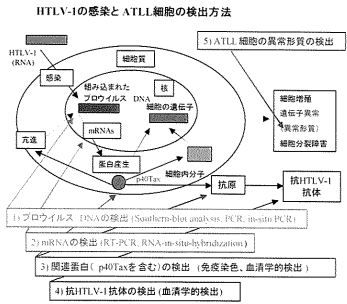 HTLV-1の感染とATLL細胞の検出方法
HTLV-1
(RNA)
感染
細胞質
核
組み込まれた
プロウイルス DNA
細胞の遺伝子
mRNAs
蛋白産生
亢進
p40Tax
細胞内分子
抗原
抗HTLV-1
抗体
5) ATLL 細胞の異常形質の検出
細胞増殖
遺伝子異常
(異常形質)
細胞分裂障害
1) プロウイルス DNAの検出 (Southern-blot analysis, PCR, in-situ PCR)
2) mRNAの検出 (RT-PCR, RNA-in-situ-hybridization)
3) 関連蛋白 (p40Taxを含む) の検出 (免疫染色、血清学的検出)
4) 抗HTLV-1 抗体の検出 (血清学的検出)